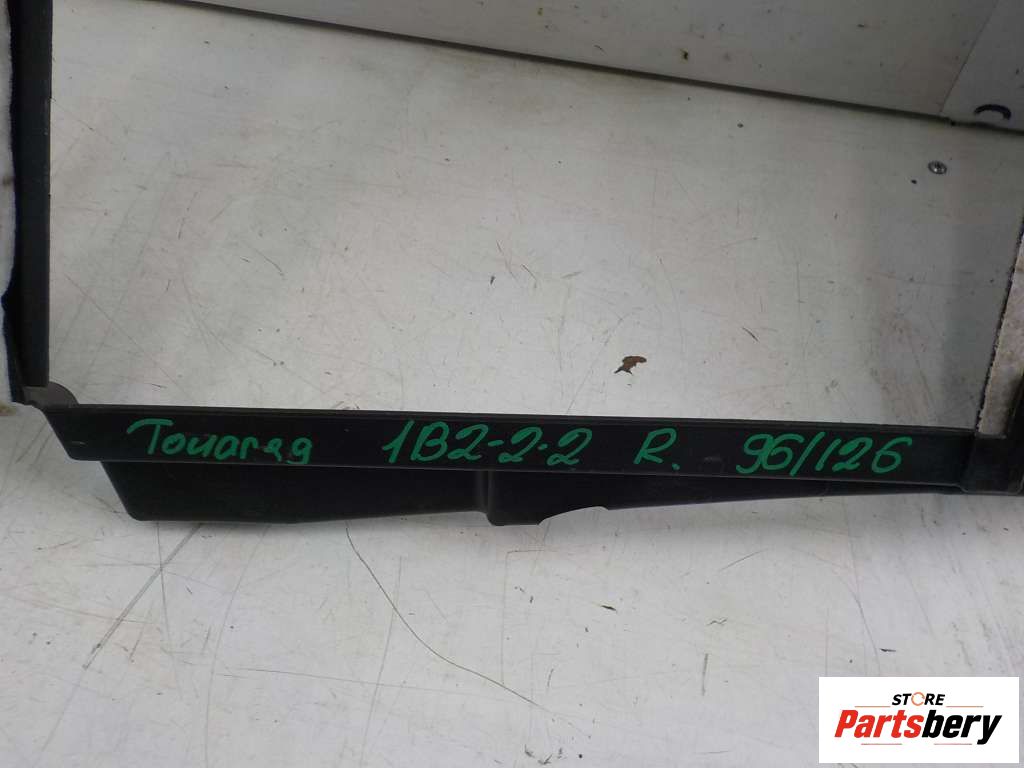 Touareg 1B2-2-2 R. 96/126
STORE
Partsbery